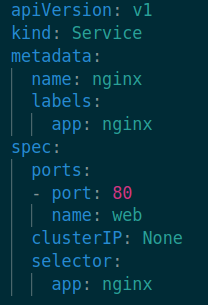 apiVersion: v1
kind: Service
metadata:
  name: nginx
  labels:
    app: nginx
spec:
  ports:
  - port: 80
    name: web
  clusterIP: None
  selector:
    app: nginx